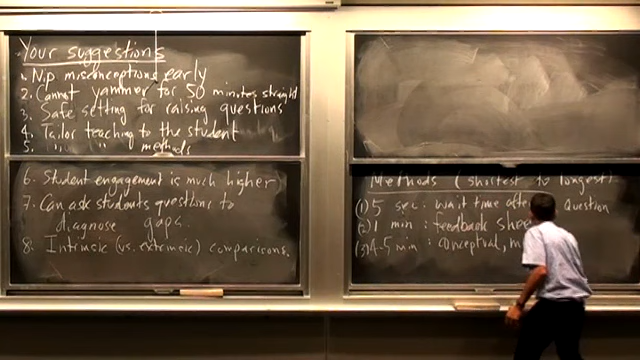 Your suggestions
1. Nip misconceptions early
2. Cannot yammer for 50 minutes straight
3. Safe setting for raising questions
4. Tailor teaching to the student
5. " " " methods
6. Student engagement is much higher
7. Can ask students questions to
diagnose gaps.
8. Intrinsic (vs. extrinsic) comparisons.
Methods (shortest to longest)
(1) 5 sec: wait time after question
(2) 1 min: feedback
(3) 4-5 min: conceptual,